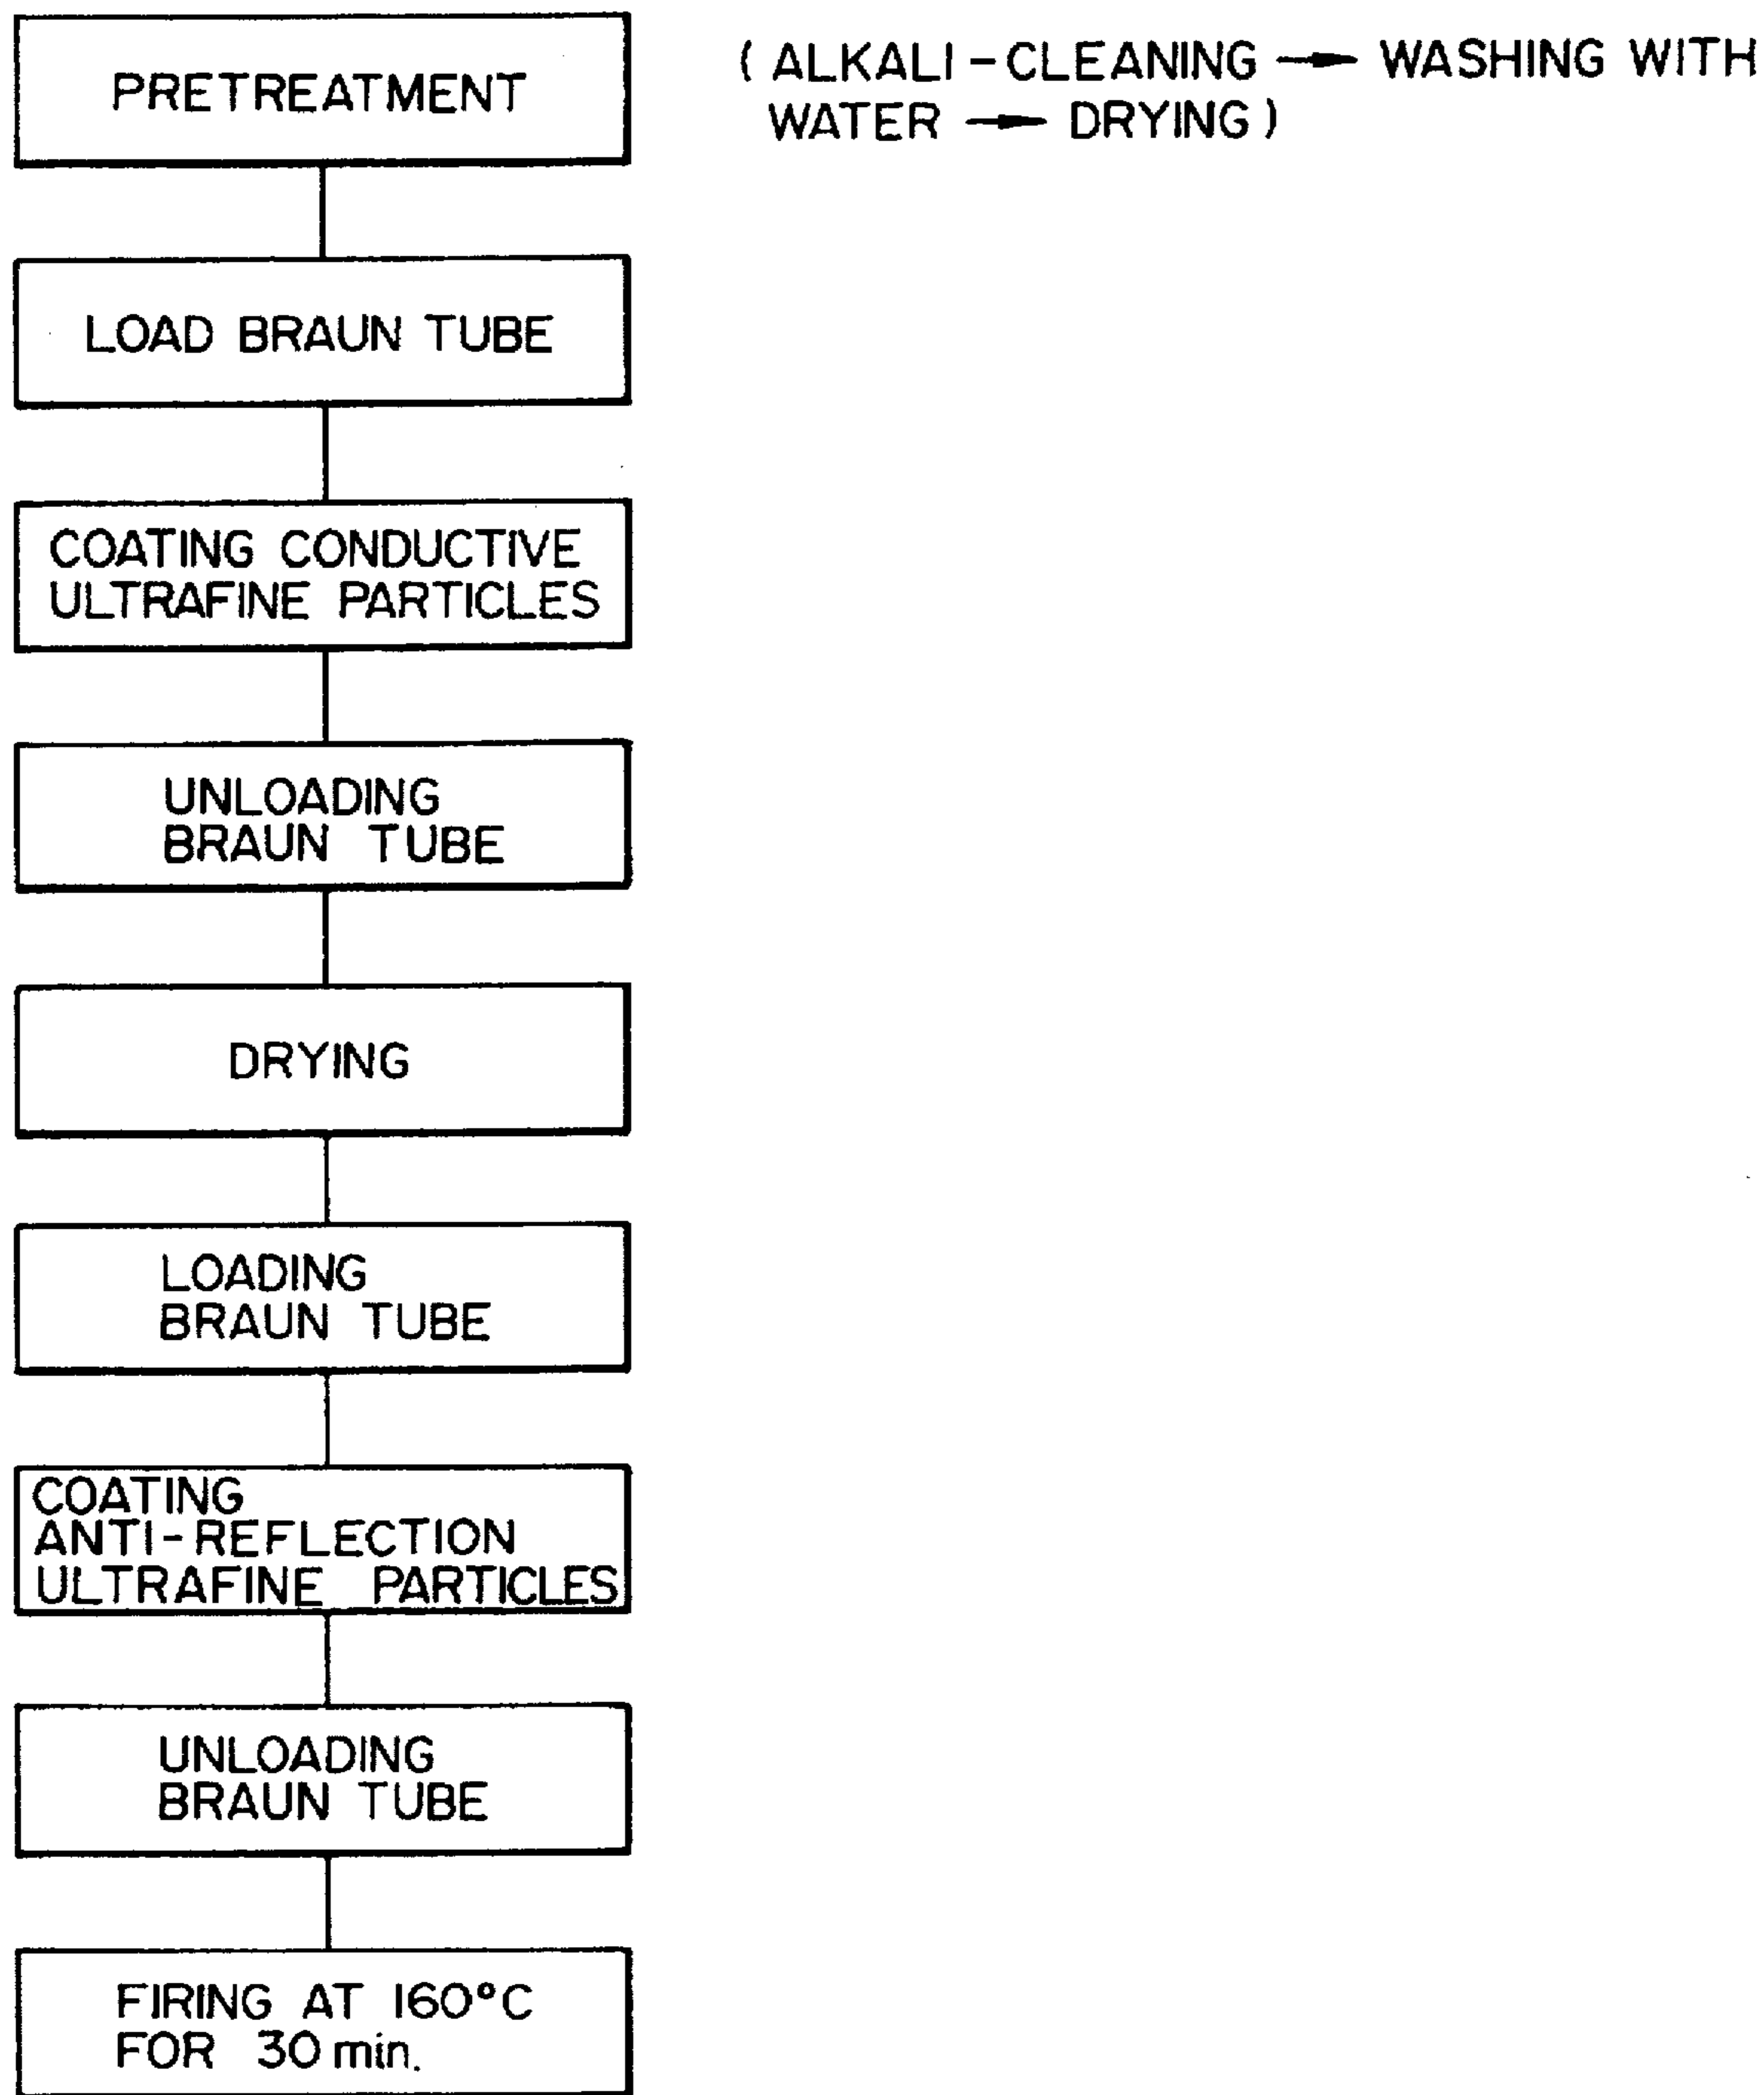 PRETREATMENT
( ALKALI-CLEANING → WASHING WITH
WATER → DRYING )
LOAD BRAUN TUBE
COATING CONDUCTIVE
ULTRAFINE PARTICLES
UNLOADING
BRAUN TUBE
DRYING
LOADING
BRAUN TUBE
COATING
ANTI-REFLECTION
ULTRAFINE PARTICLES
UNLOADING
BRAUN TUBE
FIRING AT 160°C
FOR 30 min.